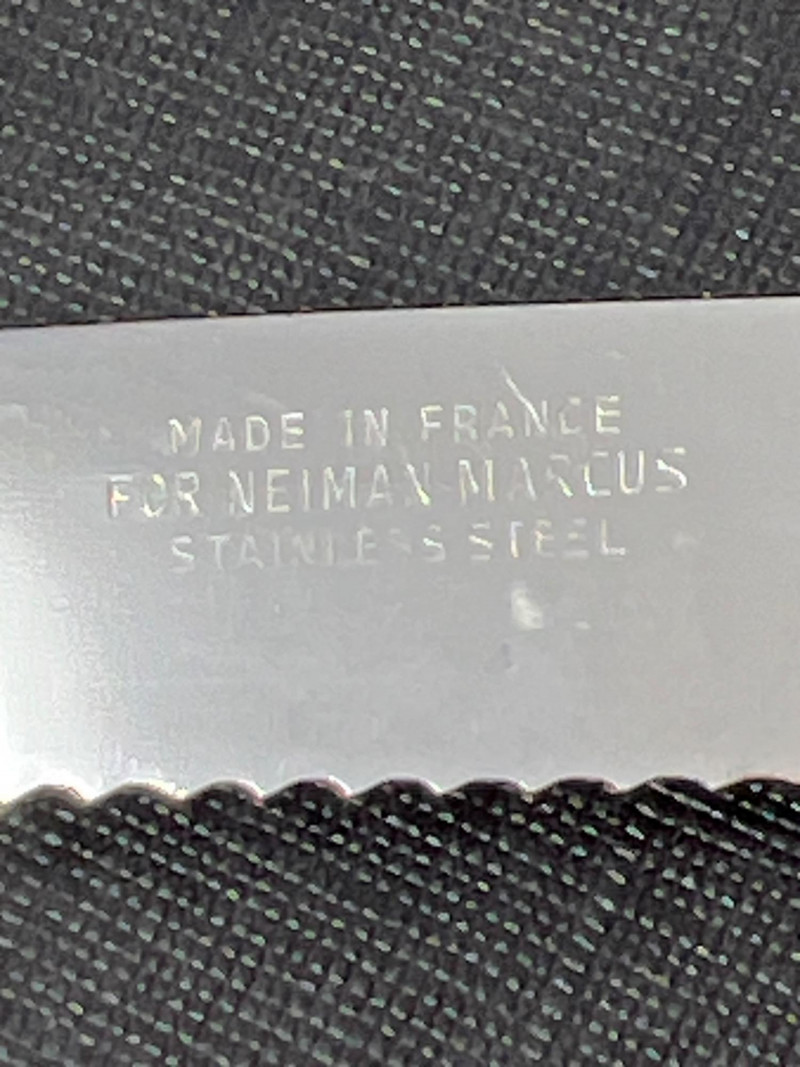 MADE IN FRANCE
FOR NEIMAN MARCUS
STAINLESS STEEL